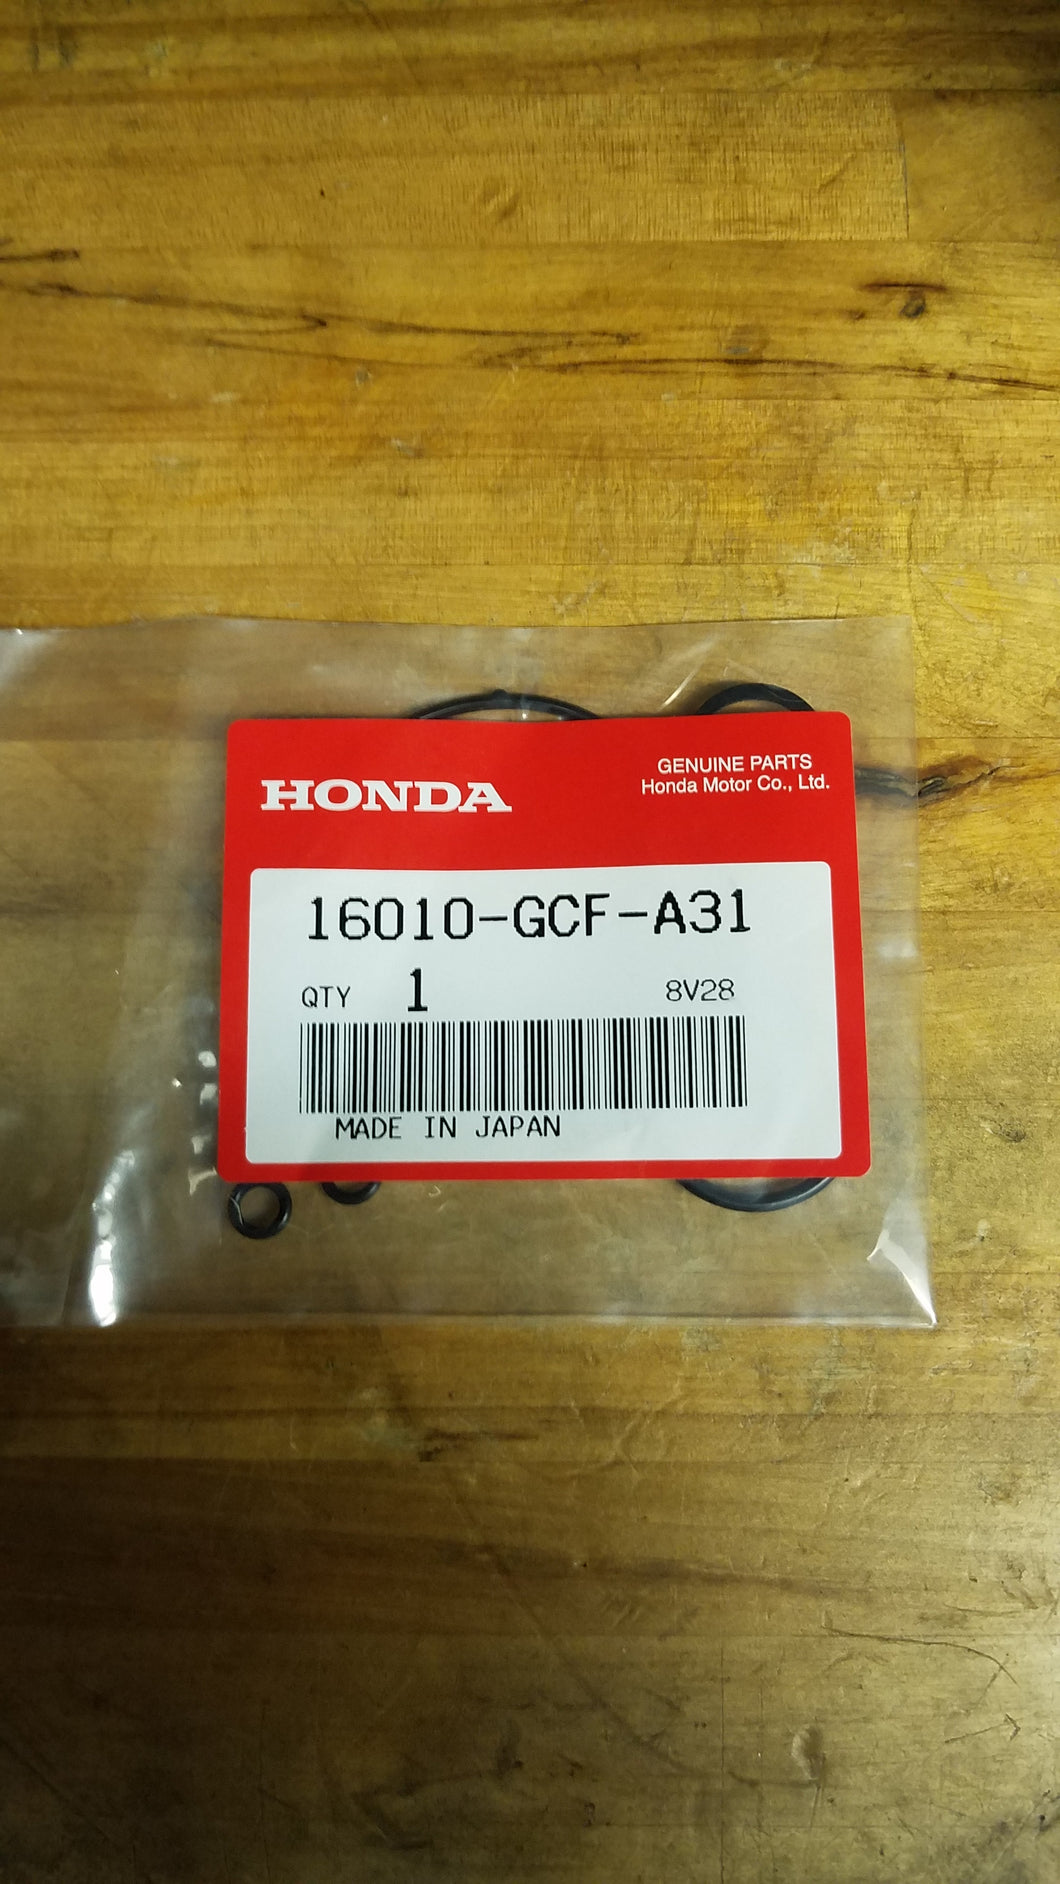 HONDA
GENUINE PARTS
Honda Motor Co., Ltd.
16010-GCF-A31
QTY 1 8V28
MADE IN JAPAN